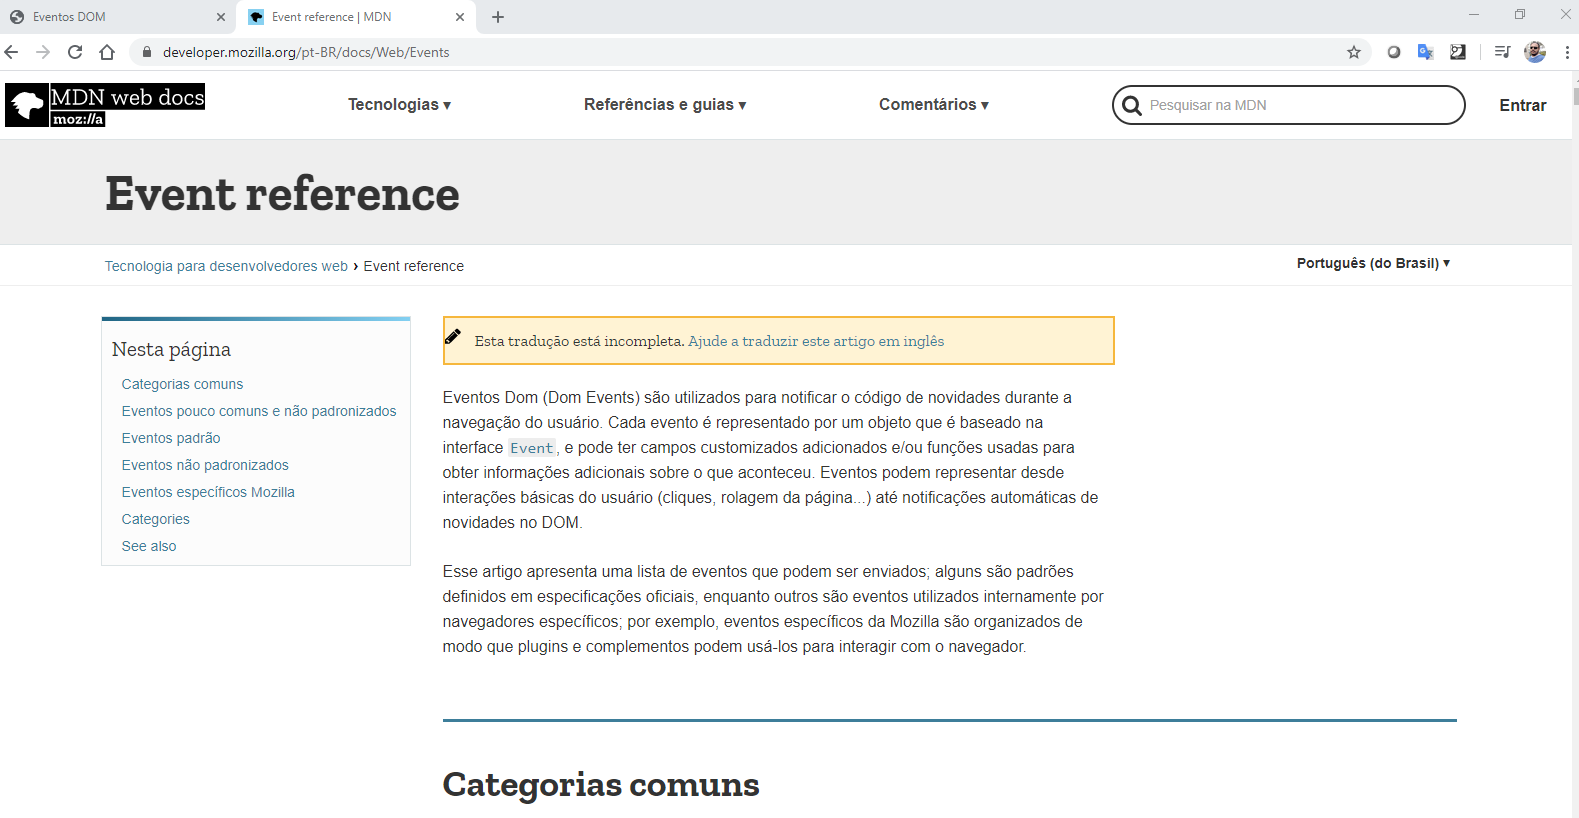 Eventos DOM
Event reference | MDN
developer.mozilla.org/pt-BR/docs/Web/Events
MDN web docs
moz://a
Tecnologias ▾
Referências e guias ▾
Comentários ▾
Pesquisar na MDN
Entrar
Event reference
Tecnologia para desenvolvedores web › Event reference
Português (do Brasil) ▾
Nesta página
Categorias comuns
Eventos pouco comuns e não padronizados
Eventos padrão
Eventos não padronizados
Eventos específicos Mozilla
Categories
See also
Esta tradução está incompleta. Ajude a traduzir este artigo em inglês
Eventos Dom (Dom Events) são utilizados para notificar o código de novidades durante a
navegação do usuário. Cada evento é representado por um objeto que é baseado na
interface Event, e pode ter campos customizados adicionados e/ou funções usadas para
obter informações adicionais sobre o que aconteceu. Eventos podem representar desde
interações básicas do usuário (cliques, rolagem da página...) até notificações automáticas de
novidades no DOM.
Esse artigo apresenta uma lista de eventos que podem ser enviados; alguns são padrões
definidos em especificações oficiais, enquanto outros são eventos utilizados internamente por
navegadores específicos; por exemplo, eventos específicos da Mozilla são organizados de
modo que plugins e complementos podem usá-los para interagir com o navegador.
Categorias comuns